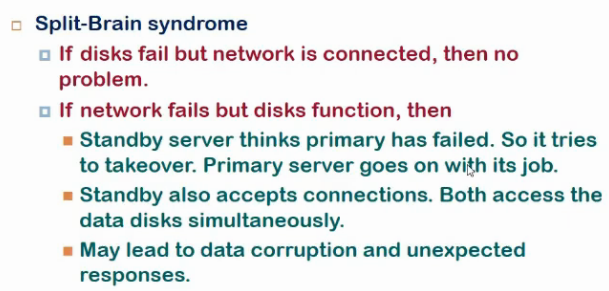 Split-Brain syndrome
If disks fail but network is connected, then no
problem.
If network fails but disks function, then
Standby server thinks primary has failed. So it tries
to takeover. Primary server goes on with its job.
Standby also accepts connections. Both access the
data disks simultaneously.
May lead to data corruption and unexpected
responses.